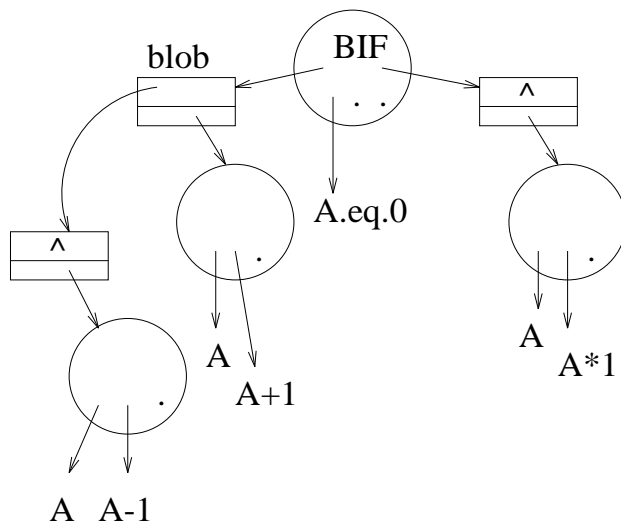 blob
BIF
^
. .
A.eq.0
^
.
.
A
A
A+1
A*1
.
A A-1